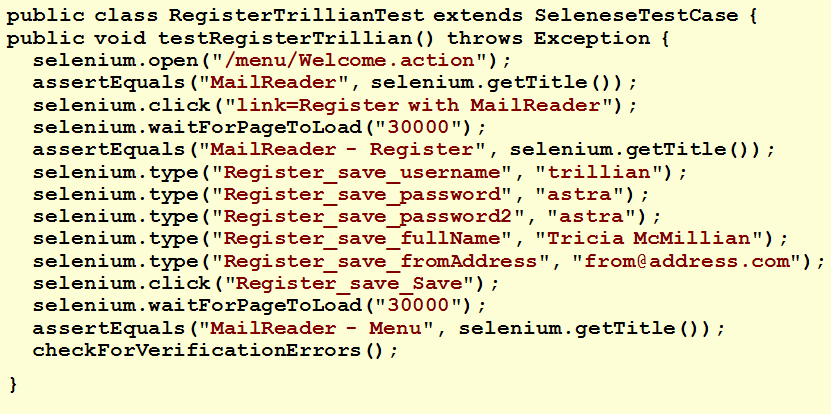 public class RegisterTrillianTest extends SeleneseTestCase {
public void testRegisterTrillian() throws Exception {
selenium.open("/menu/Welcome.action");
assertEquals("MailReader", selenium.getTitle());
selenium.click("link=Register with MailReader");
selenium.waitForPageToLoad("30000");
assertEquals("MailReader - Register", selenium.getTitle());
selenium.type("Register_save_username", "trillian");
selenium.type("Register_save_password", "astra");
selenium.type("Register_save_password2", "astra");
selenium.type("Register_save_fullName", "Tricia McMillian");
selenium.type("Register_save_fromAddress", "from@address.com");
selenium.click("Register_save_Save");
selenium.waitForPageToLoad("30000");
assertEquals("MailReader - Menu", selenium.getTitle());
checkForVerificationErrors();
}